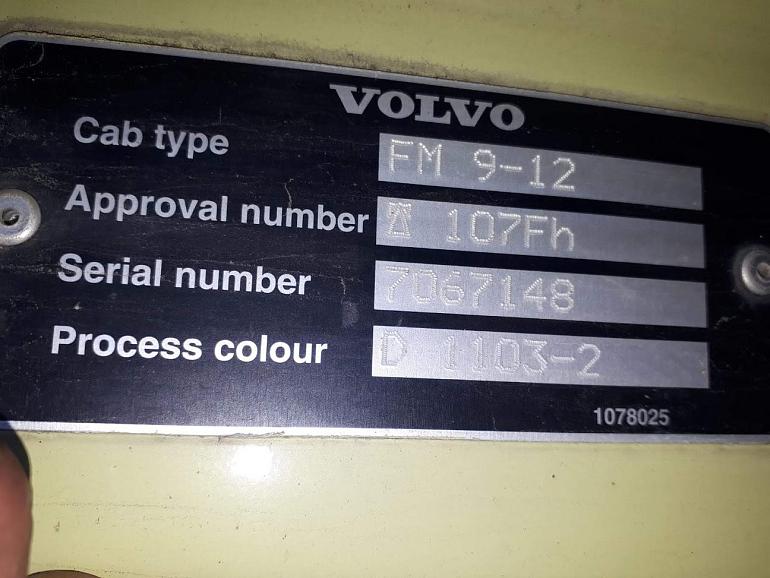 VOLVO
Cab type FM 9-12
Approval number 107Fh
Serial number 7067148
Process colour D 1103-2
1078025